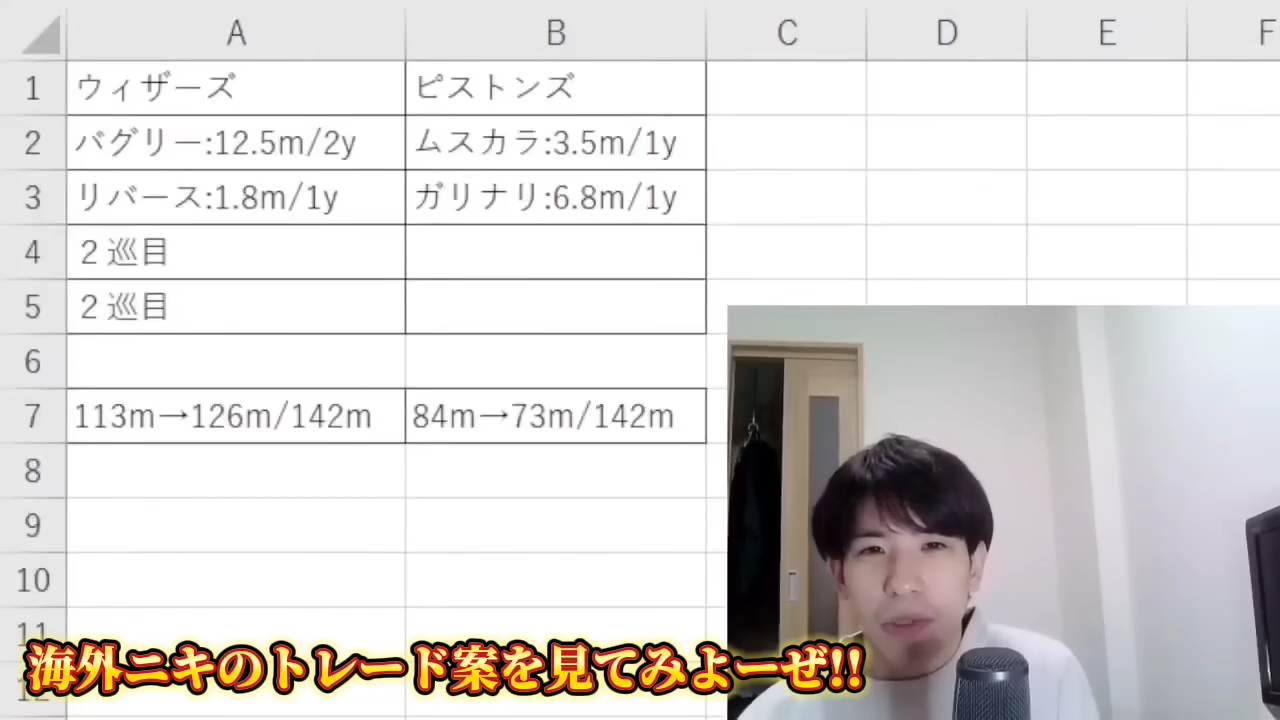 A B C D E F
1 ウィザーズ ピストンズ
2 バグリー:12.5m/2y ムスカラ:3.5m/1y
3 リバース:1.8m/1y ガリナリ:6.8m/1y
4 2巡目
5 2巡目
6
7 113m→126m/142m 84m→73m/142m
8
9
10
11
12
海外ニキのトレード案を見てみよーぜ!!